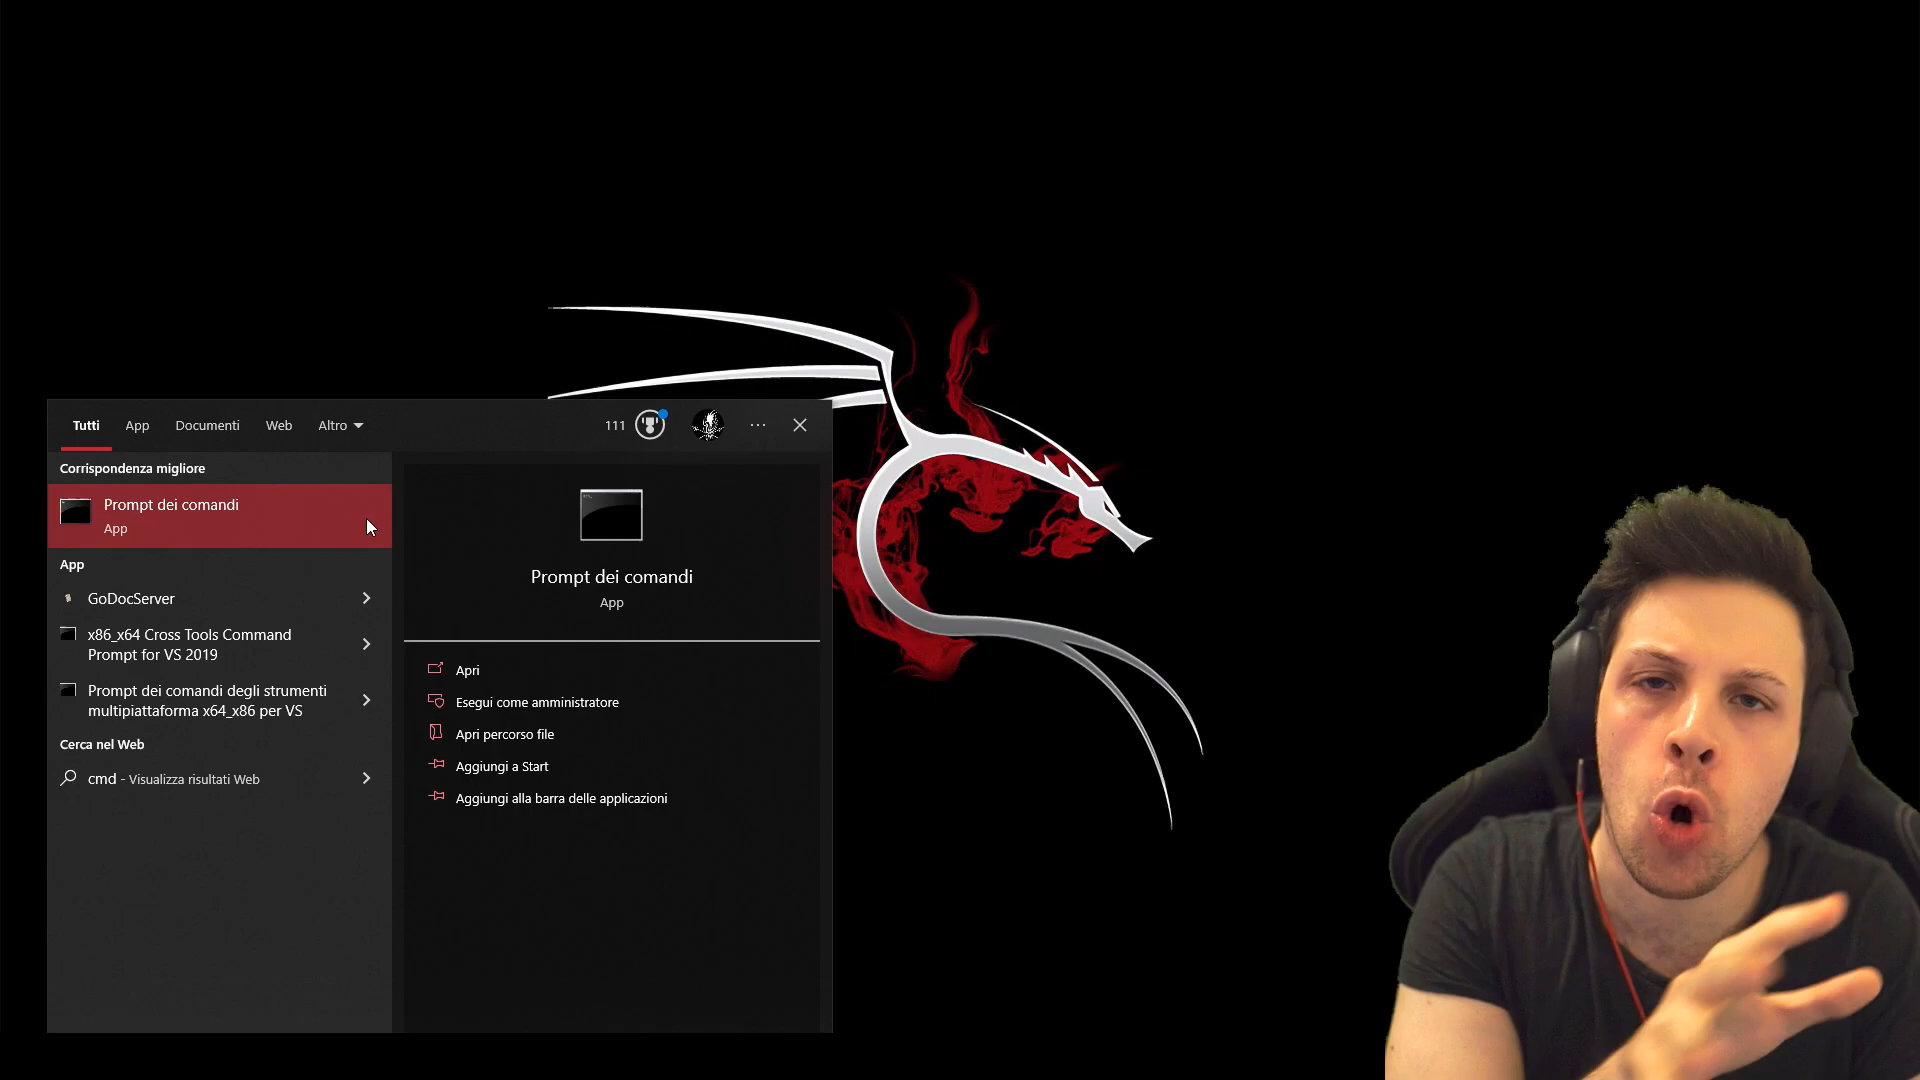 Tutti App Documenti Web Altro 111
Corrispondenza migliore
Prompt dei comandi
App
App
GoDocServer
x86_x64 Cross Tools Command
Prompt for VS 2019
Prompt dei comandi degli strumenti
multipiattaforma x64_x86 per VS
Cerca nel Web
cmd - Visualizza risultati Web
Prompt dei comandi
App
Apri
Esegui come amministratore
Apri percorso file
Aggiungi a Start
Aggiungi alla barra delle applicazioni